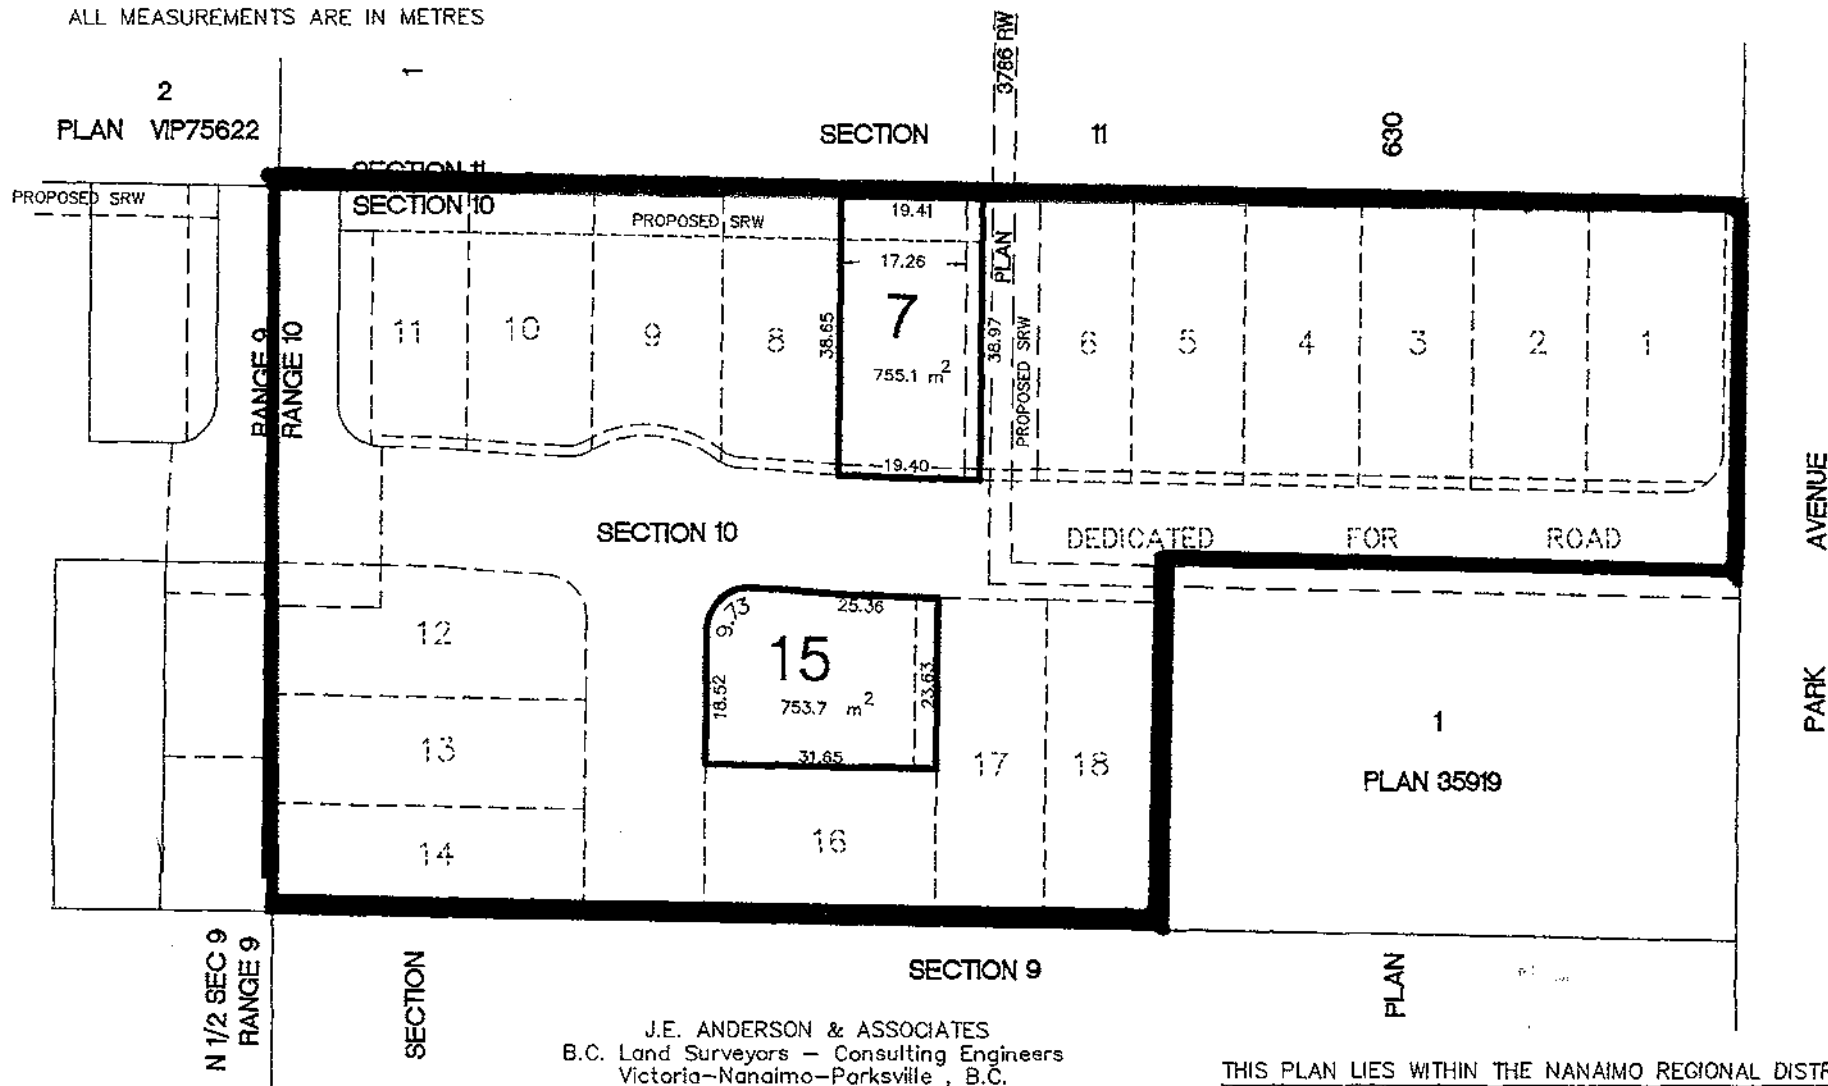 ALL MEASUREMENTS ARE IN METRES
2
PLAN VIP75622
1
3786 RW
SECTION 11
630
SECTION 11
SECTION 10
PROPOSED SRW
PROPOSED SRW
19.41
17.26
PLAN
RANGE 9
RANGE 10
11
10
9
8
38.65
7
755.1 m²
38.97
PROPOSED SRW
6
5
4
3
2
1
19.40
SECTION 10
DEDICATED FOR ROAD
PARK AVENUE
12
9.73
25.36
15
18.52
753.7 m²
23.63
31.65
13
17
18
1
PLAN 35919
14
16
N 1/2 SEC 9
RANGE 9
SECTION
SECTION 9
PLAN
J.E. ANDERSON & ASSOCIATES
B.C. Land Surveyors – Consulting Engineers
Victoria–Nanaimo–Parksville , B.C.
THIS PLAN LIES WITHIN THE NANAIMO REGIONAL DISTR